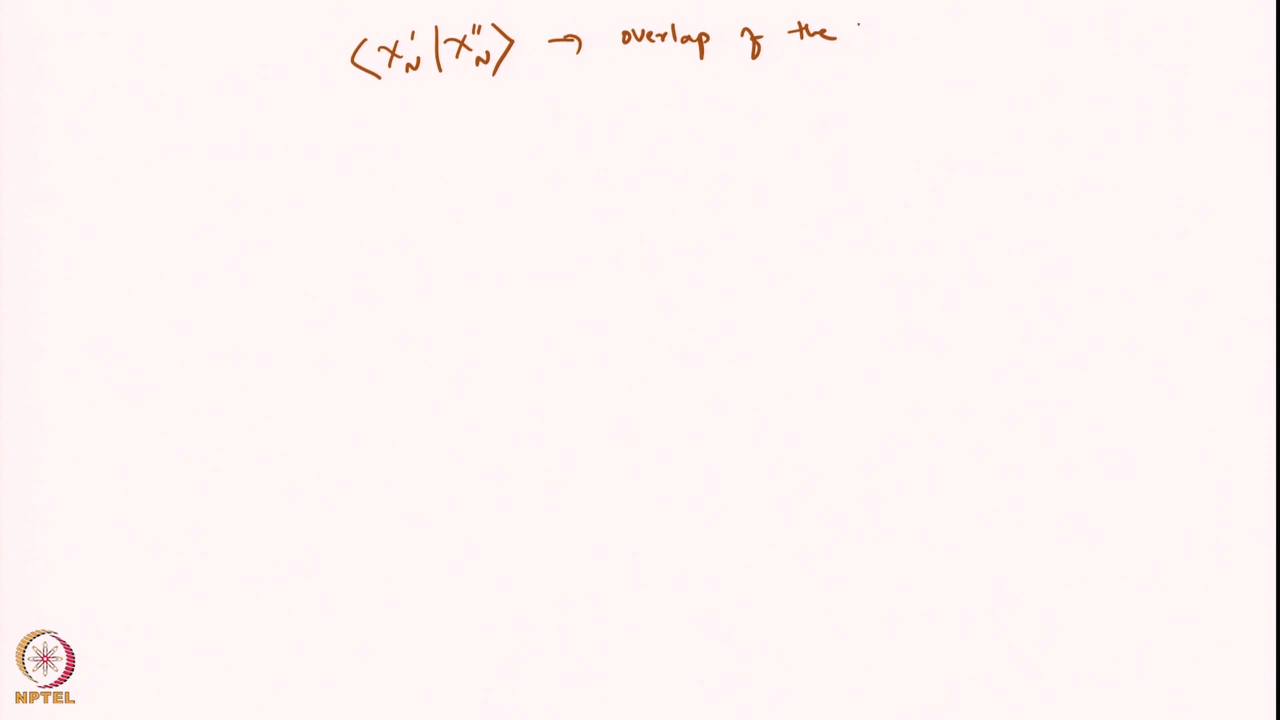 ⟨χ'_N | χ''_N⟩ → overlap of the
NPTEL